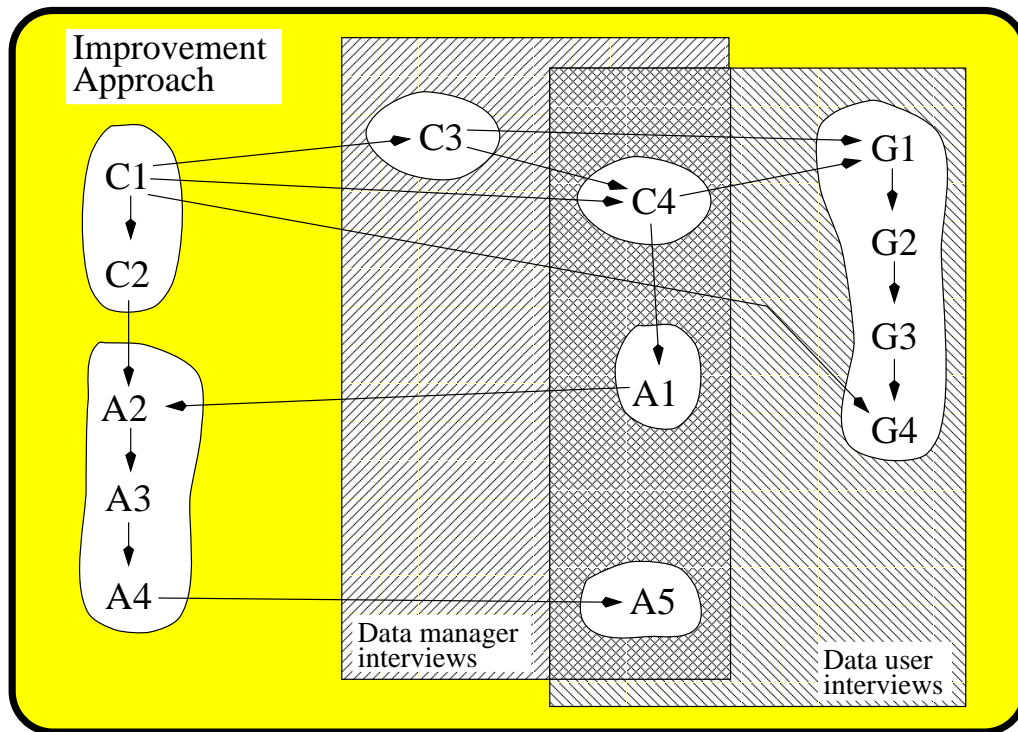 Improvement
Approach
C1
C2
A2
A3
A4
C3
C4
A1
A5
G1
G2
G3
G4
Data manager
interviews
Data user
interviews